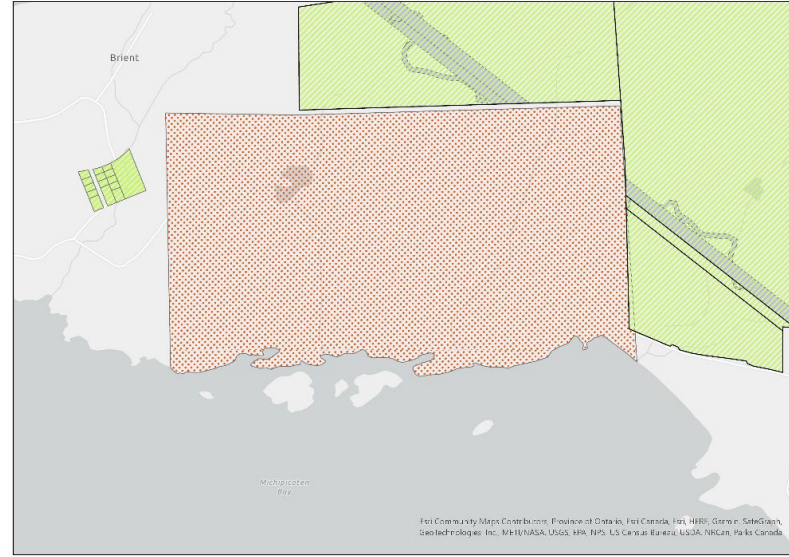 Brient
Michipicoten
Bay
Esri Community Maps Contributors, Province of Ontario, Esri Canada, Esri, HERE, Garmin, SafeGraph,
GeoTechnologies, Inc., METI/NASA, USGS, EPA, NPS, US Census Bureau, USDA, NRCan, Parks Canada